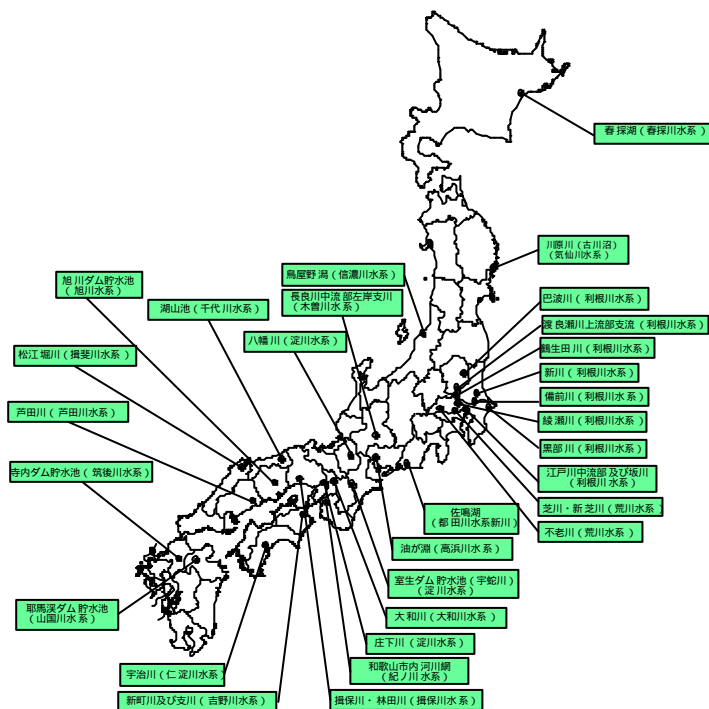 春採湖（春採川水系）
川原川（古川沼）
（気仙川水系）
鳥屋野潟（信濃川水系）
長良川中流部左岸支川
（木曽川水系）
旭川ダム貯水池
（旭川水系）
湖山池（千代川水系）
八幡川（淀川水系）
松江堀川（揖斐川水系）
芦田川（芦田川水系）
寺内ダム貯水池（筑後川水系）
巴波川（利根川水系）
渡良瀬川上流部支流（利根川水系）
鶴生田川（利根川水系）
新川（利根川水系）
備前川（利根川水系）
綾瀬川（利根川水系）
黒部川（利根川水系）
江戸川中流部及び坂川
（利根川水系）
芝川・新芝川（荒川水系）
不老川（荒川水系）
佐鳴湖
（都田川水系新川）
油が淵（高浜川水系）
室生ダム貯水池（宇蛇川）
（淀川水系）
大和川（大和川水系）
庄下川（淀川水系）
和歌山市内河川網
（紀ノ川水系）
揖保川・林田川（揖保川水系）
耶馬渓ダム貯水池
（山国川水系）
宇治川（仁淀川水系）
新町川及び支川（吉野川水系）